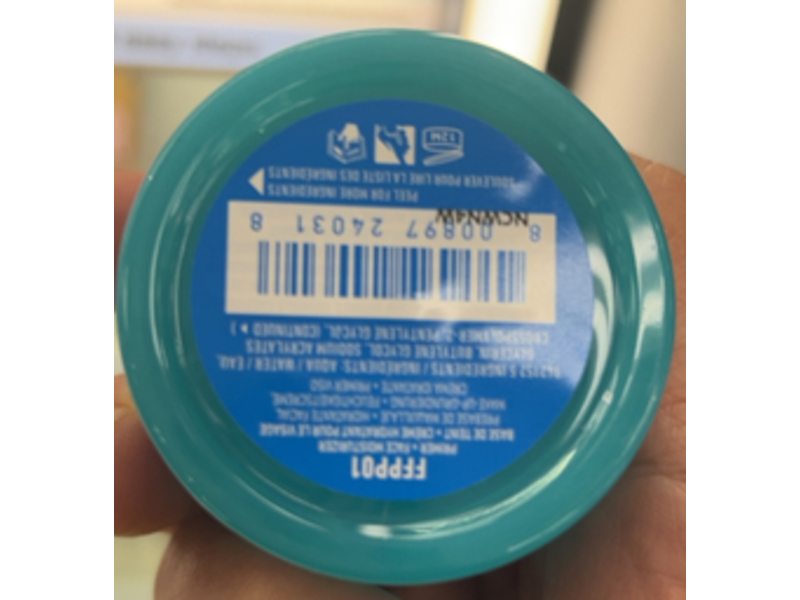 FFPP01
PRIMER + FACE MOISTURIZER
BASE DE TEINT + CRÈME HYDRATANT POUR LE VISAGE
PREBASE DE MAQUILLAJE + HIDRATANTE FACIAL
MAKE-UP-GRUNDIERUNG + FEUCHTIGKEITSCREME,
CREMA IDRATANTE + PRIMER VISO
INGREDIENTS / INGRÉDIENTS: AQUA / WATER / EAU,
GLYCERIN, BUTYLENE GLYCOL, SODIUM ACRYLATES
CROSSPOLYMER-2, PENTYLENE GLYCOL, (CONTINUED ▶)
8 00897 24031 8
NCWN4W
PEEL FOR MORE INGREDIENTS
SOULEVER POUR LIRE LA LISTE DES INGRÉDIENTS
12M